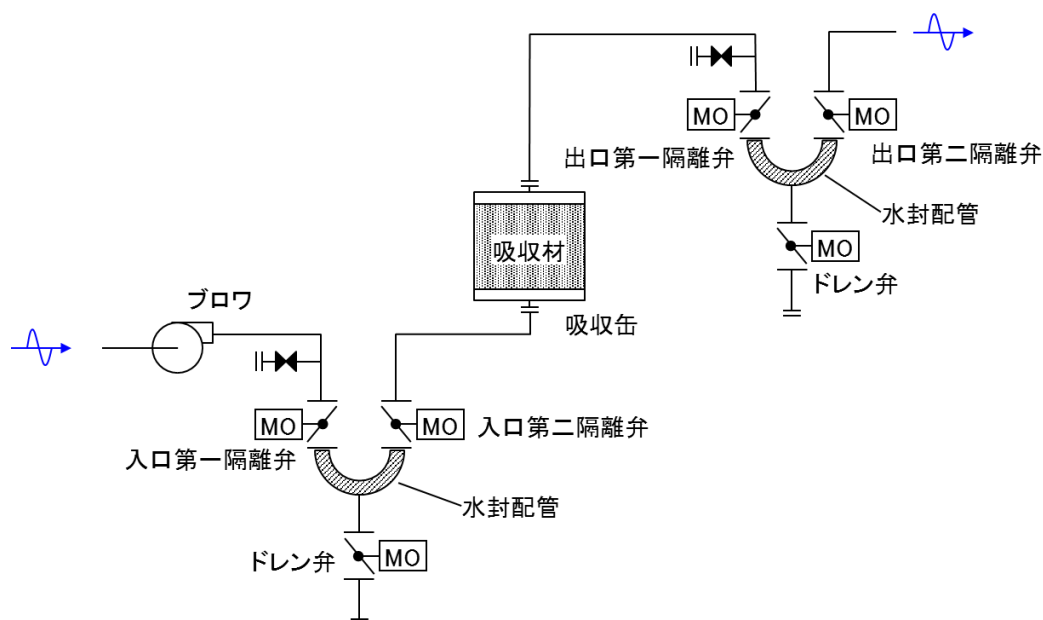 MO
MO
出口第一隔離弁
出口第二隔離弁
水封配管
吸収材
MO
ドレン弁
ブロワ
吸収缶
MO
MO
入口第二隔離弁
入口第一隔離弁
水封配管
ドレン弁
MO